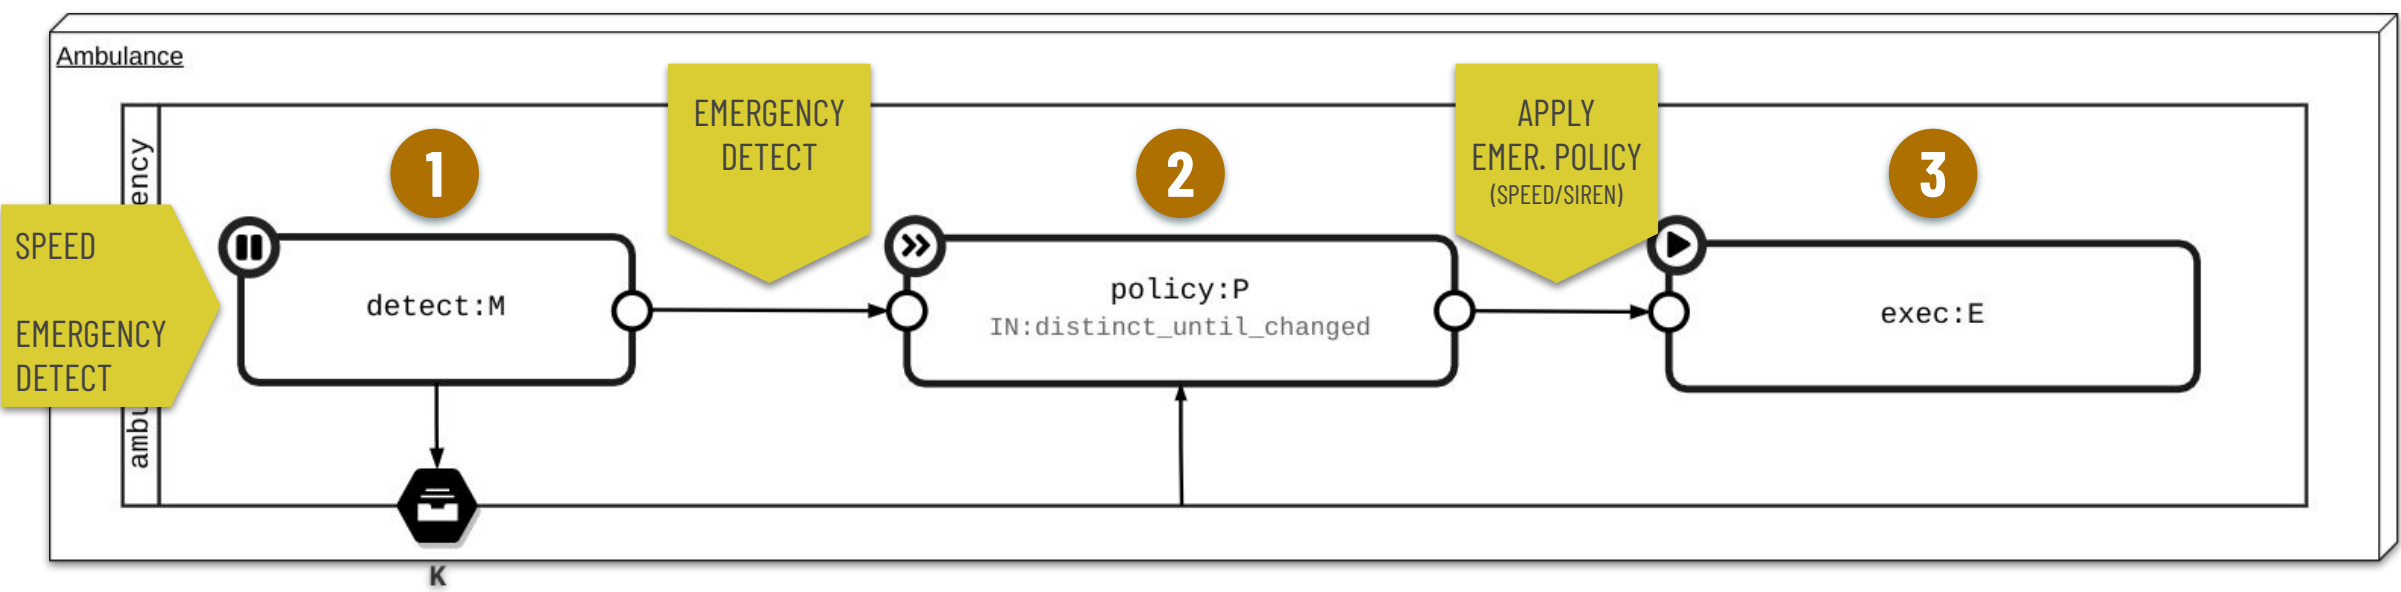 Ambulance
SPEED
EMERGENCY
DETECT
1
detect:M
K
EMERGENCY
DETECT
2
policy:P
IN:distinct_until_changed
APPLY
EMER. POLICY
(SPEED/SIREN)
3
exec:E